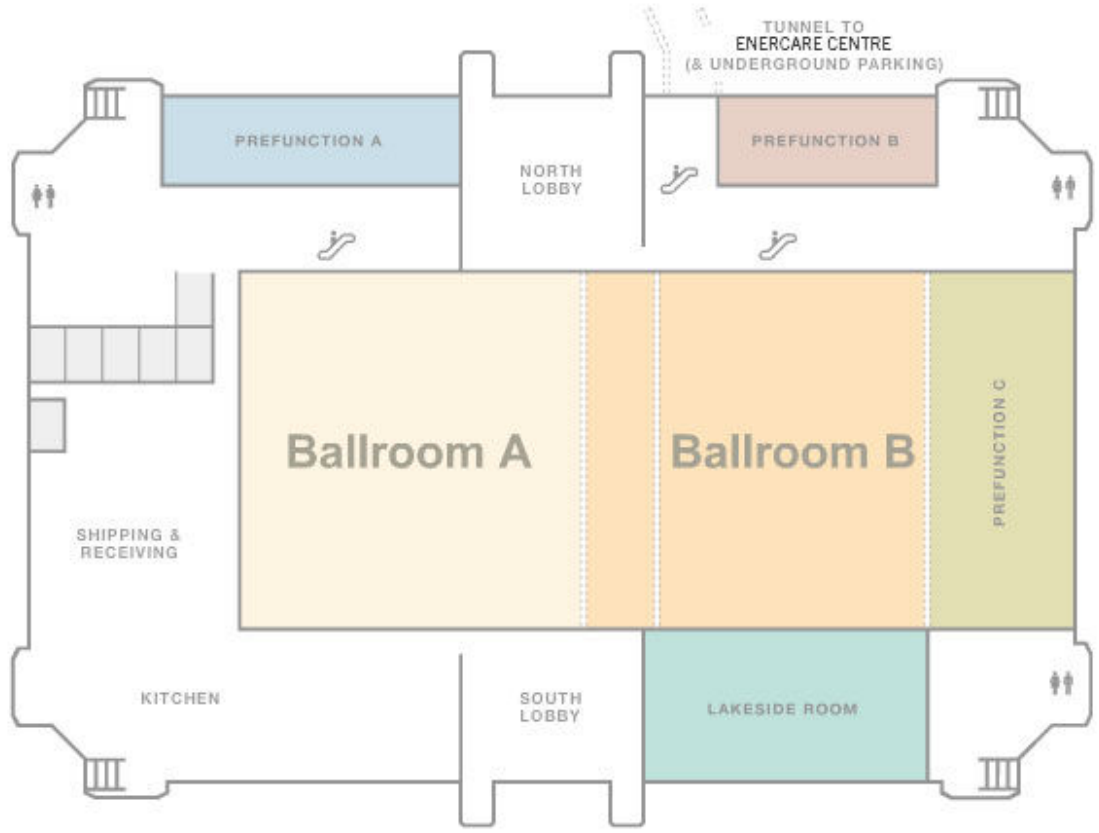 TUNNEL TO
ENERCARE CENTRE
(& UNDERGROUND PARKING)
PREFUNCTION A
PREFUNCTION B
NORTH
LOBBY
Ballroom A
Ballroom B
PREFUNCTION C
SHIPPING &
RECEIVING
KITCHEN
SOUTH
LOBBY
LAKESIDE ROOM